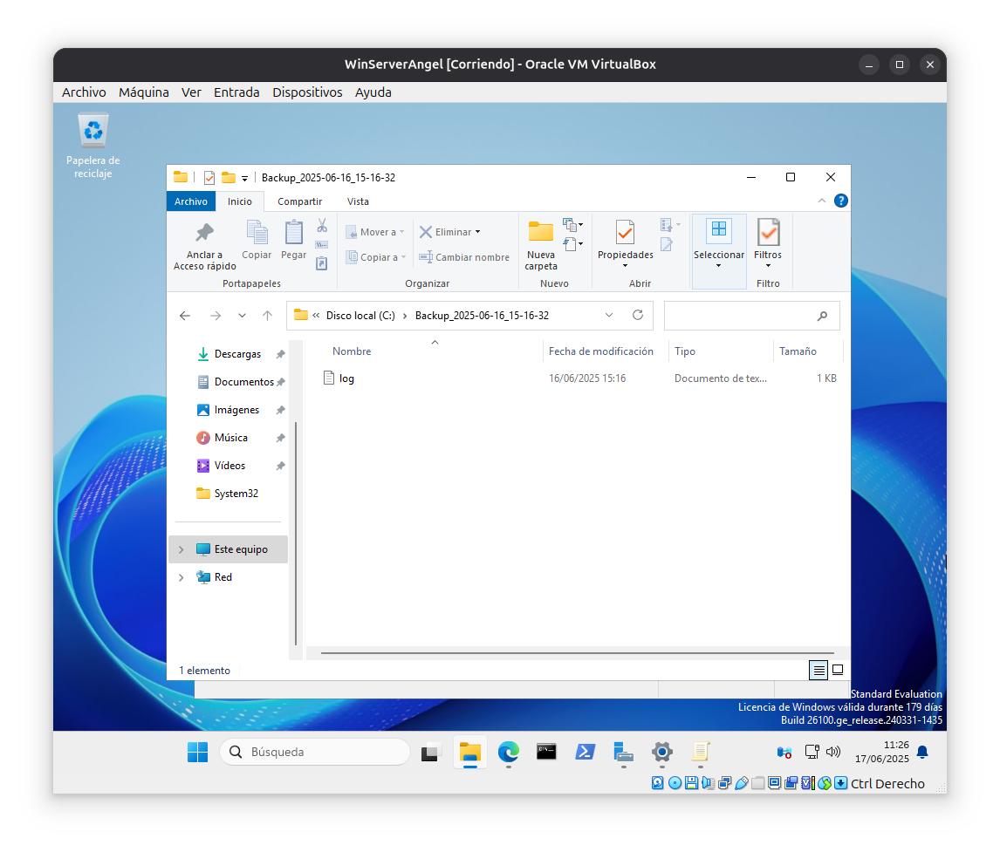 WinServerAngel [Corriendo] - Oracle VM VirtualBox
Archivo Máquina Ver Entrada Dispositivos Ayuda
Papelera de
reciclaje
Backup_2025-06-16_15-16-32
Archivo Inicio Compartir Vista
Anclar a
Acceso rápido
Copiar
Pegar
Portapapeles
Mover a
Copiar a
Eliminar
Cambiar nombre
Organizar
Nueva
carpeta
Nuevo
Propiedades
Abrir
Seleccionar
Filtros
Filtro
« Disco local (C:) › Backup_2025-06-16_15-16-32
Descargas
Documentos
Imágenes
Música
Vídeos
System32
Este equipo
Red
Nombre Fecha de modificación Tipo Tamaño
log 16/06/2025 15:16 Documento de tex... 1 KB
1 elemento
Standard Evaluation
Licencia de Windows válida durante 179 días
Build 26100.ge_release.240331-1435
Búsqueda
11:26
17/06/2025
Ctrl Derecho